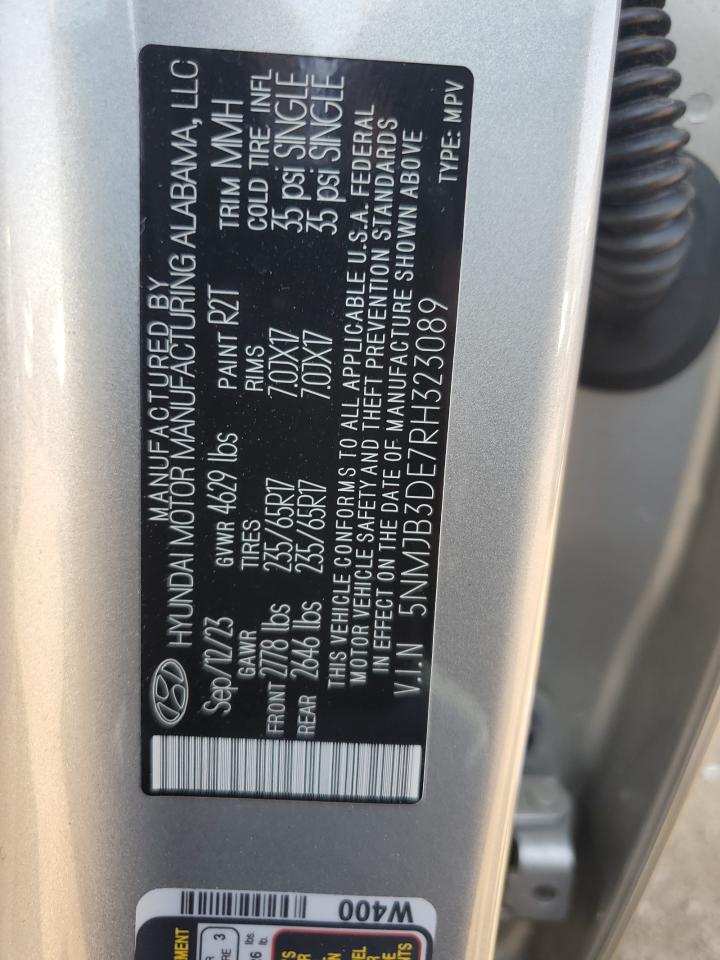 MANUFACTURED BY
HYUNDAI MOTOR MANUFACTURING ALABAMA, LLC
Sep/12/23 GVWR 4629 lbs PAINT R2T TRIM MMH
GAWR TIRES RIMS COLD TIRE INFL
FRONT 2778 lbs 235/65R17 7.0JX17 35 psi SINGLE
REAR 2646 lbs 235/65R17 7.0JX17 35 psi SINGLE
THIS VEHICLE CONFORMS TO ALL APPLICABLE U.S.A. FEDERAL
MOTOR VEHICLE SAFETY AND THEFT PREVENTION STANDARDS
IN EFFECT ON THE DATE OF MANUFACTURE SHOWN ABOVE
V.I.N 5NMJB3DE7RH323089 TYPE: MPV
W400
3
lbs.
lb.